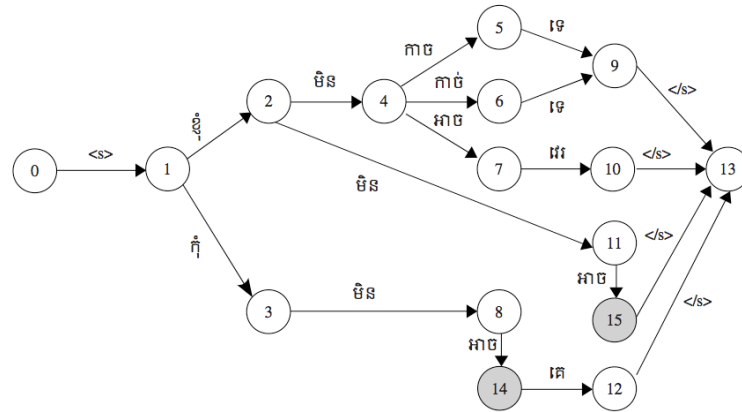 5 ទេ
កាច
9
ខ្ញុំ 2 មិន 4 កាច់ 6 ទេ </s>
អាច
0 <s> 1 7 វេរ 10 </s> 13
មិន
កុំ 11 </s>
អាច </s>
3 មិន 8 15
អាច
14 គេ 12